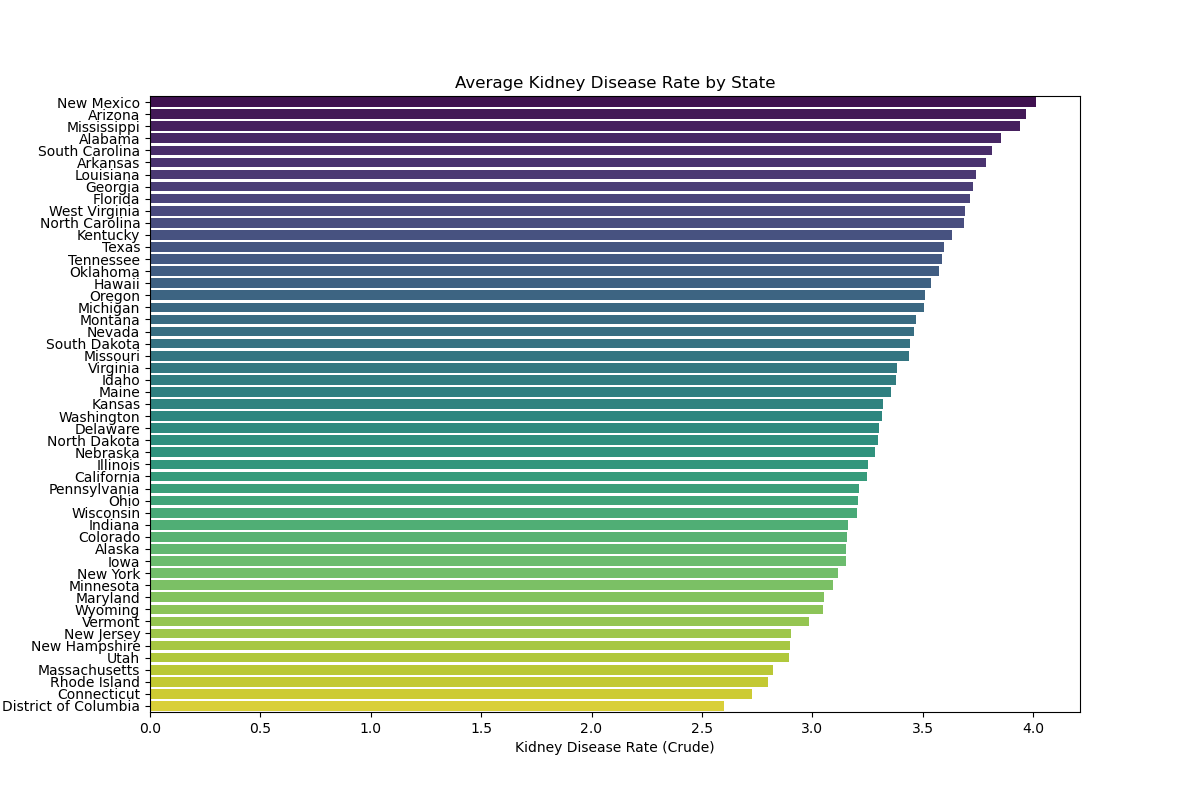 Average Kidney Disease Rate by State
New Mexico
Arizona
Mississippi
Alabama
South Carolina
Arkansas
Louisiana
Georgia
Florida
West Virginia
North Carolina
Kentucky
Texas
Tennessee
Oklahoma
Hawaii
Oregon
Michigan
Montana
Nevada
South Dakota
Missouri
Virginia
Idaho
Maine
Kansas
Washington
Delaware
North Dakota
Nebraska
Illinois
California
Pennsylvania
Ohio
Wisconsin
Indiana
Colorado
Alaska
Iowa
New York
Minnesota
Maryland
Wyoming
Vermont
New Jersey
New Hampshire
Utah
Massachusetts
Rhode Island
Connecticut
District of Columbia
0.0 0.5 1.0 1.5 2.0 2.5 3.0 3.5 4.0
Kidney Disease Rate (Crude)